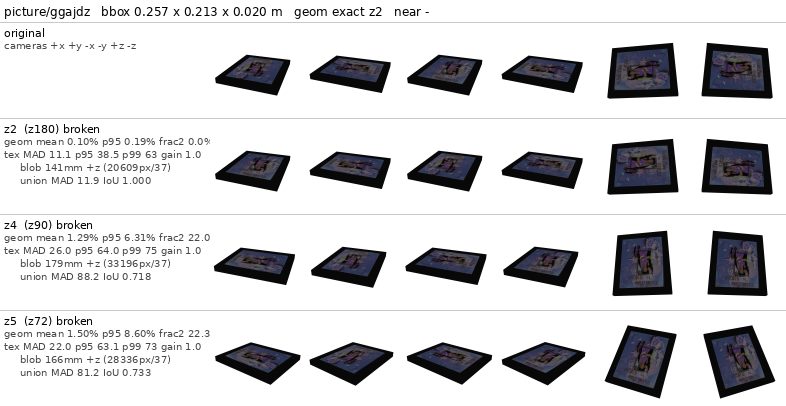 picture/ggajdz bbox 0.257 x 0.213 x 0.020 m geom exact z2 near -
original
cameras +x +y -x -y +z -z
z2 (z180) broken
geom mean 0.10% p95 0.19% frac2 0.0%
tex MAD 11.1 p95 38.5 p99 63 gain 1.0
blob 141mm +z (20609px/37)
union MAD 11.9 IoU 1.000
z4 (z90) broken
geom mean 1.29% p95 6.31% frac2 22.0
tex MAD 26.0 p95 64.0 p99 75 gain 1.0
blob 179mm +z (33196px/37)
union MAD 88.2 IoU 0.718
z5 (z72) broken
geom mean 1.50% p95 8.60% frac2 22.3
tex MAD 22.0 p95 63.1 p99 73 gain 1.0
blob 166mm +z (28336px/37)
union MAD 81.2 IoU 0.733